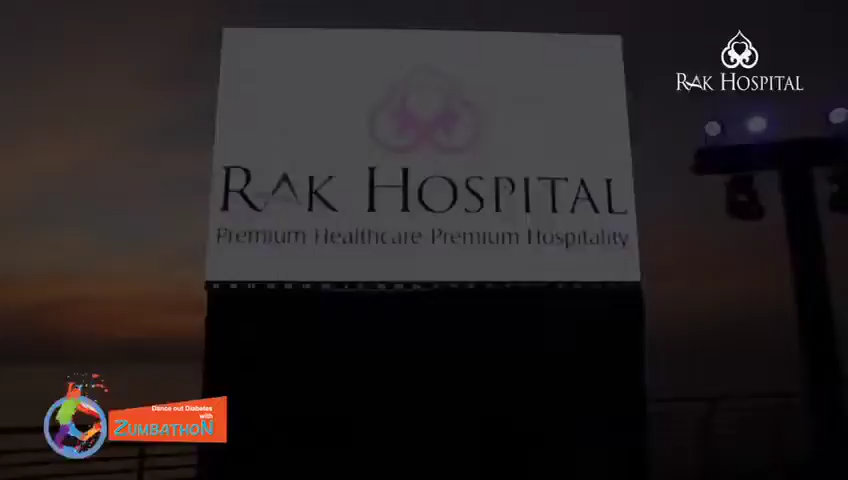 RAK HOSPITAL
RAK HOSPITAL
Premium Healthcare Premium Hospitality
Dance out Diabetes
with
ZUMBATHON